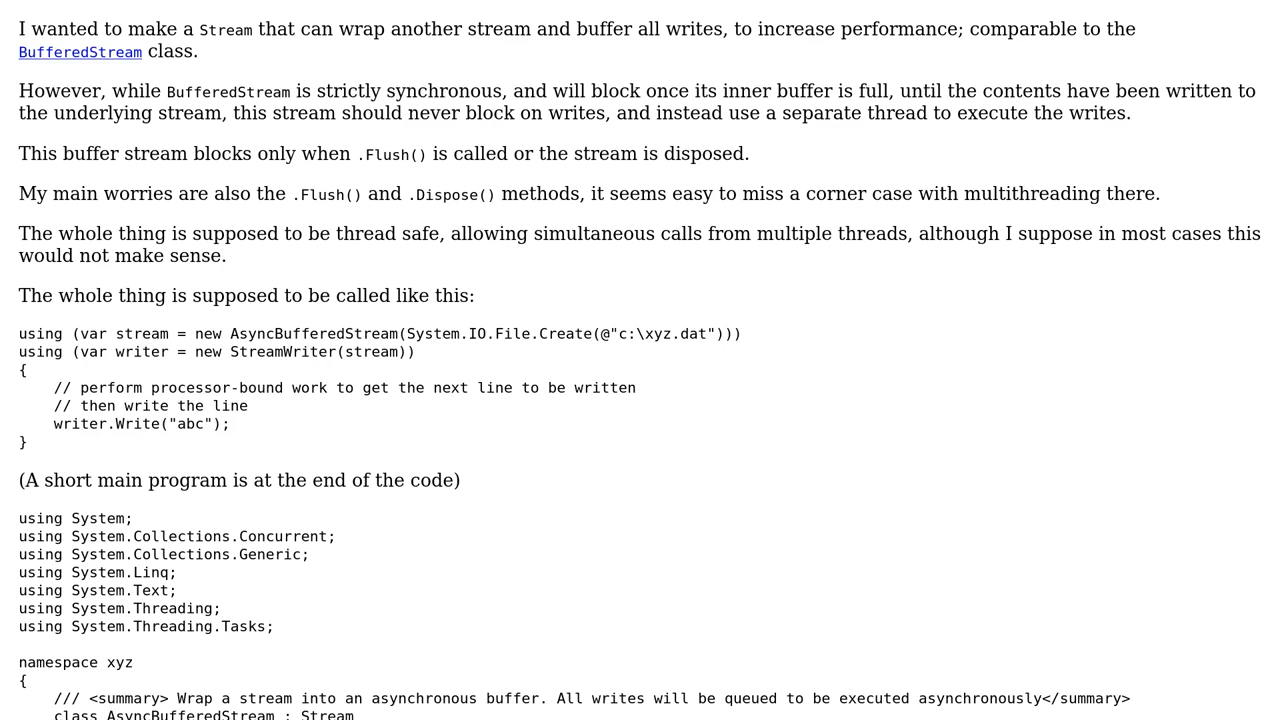 I wanted to make a Stream that can wrap another stream and buffer all writes, to increase performance; comparable to the
BufferedStream class.
However, while BufferedStream is strictly synchronous, and will block once its inner buffer is full, until the contents have been written to
the underlying stream, this stream should never block on writes, and instead use a separate thread to execute the writes.
This buffer stream blocks only when .Flush() is called or the stream is disposed.
My main worries are also the .Flush() and .Dispose() methods, it seems easy to miss a corner case with multithreading there.
The whole thing is supposed to be thread safe, allowing simultaneous calls from multiple threads, although I suppose in most cases this
would not make sense.
The whole thing is supposed to be called like this:
using (var stream = new AsyncBufferedStream(System.IO.File.Create(@"c:\xyz.dat")))
using (var writer = new StreamWriter(stream))
{
    // perform processor-bound work to get the next line to be written
    // then write the line
    writer.Write("abc");
}
(A short main program is at the end of the code)
using System;
using System.Collections.Concurrent;
using System.Collections.Generic;
using System.Linq;
using System.Text;
using System.Threading;
using System.Threading.Tasks;
namespace xyz
{
    /// <summary> Wrap a stream into an asynchronous buffer. All writes will be queued to be executed asynchronously</summary>
    class AsyncBufferedStream : Stream